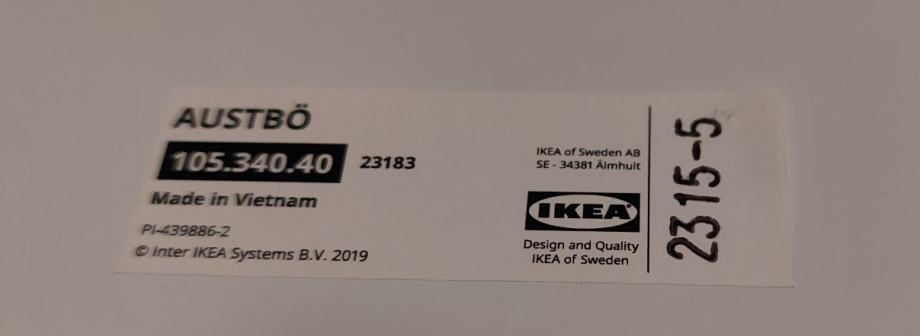 AUSTBÖ
105.340.40 23183
Made in Vietnam
PI-439886-2
© Inter IKEA Systems B.V. 2019
IKEA of Sweden AB
SE - 34381 Älmhult
IKEA
Design and Quality
IKEA of Sweden
2315-5